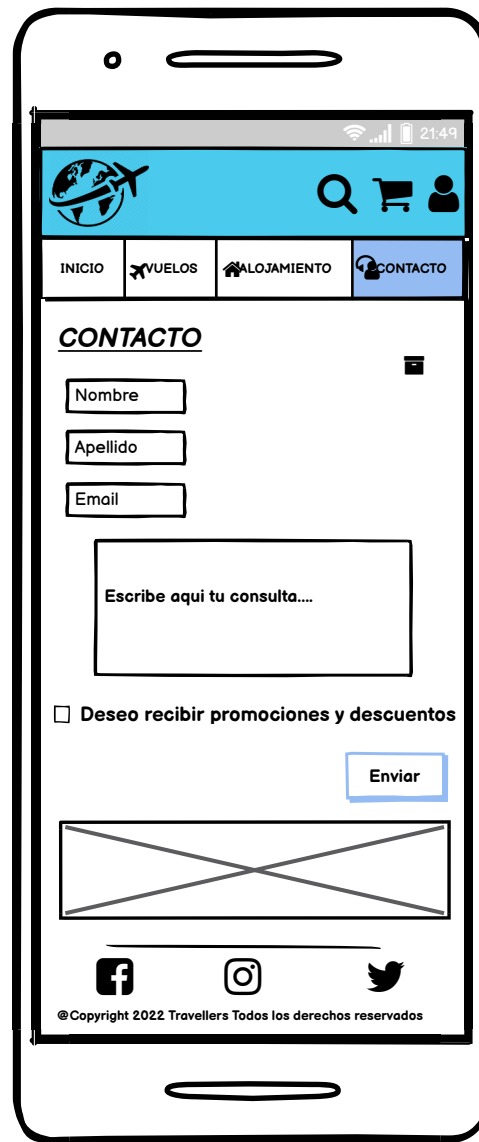 21:49
INICIO VUELOS ALOJAMIENTO CONTACTO
CONTACTO
Nombre
Apellido
Email
Escribe aqui tu consulta....
Deseo recibir promociones y descuentos
Enviar
@Copyright 2022 Travellers Todos los derechos reservados